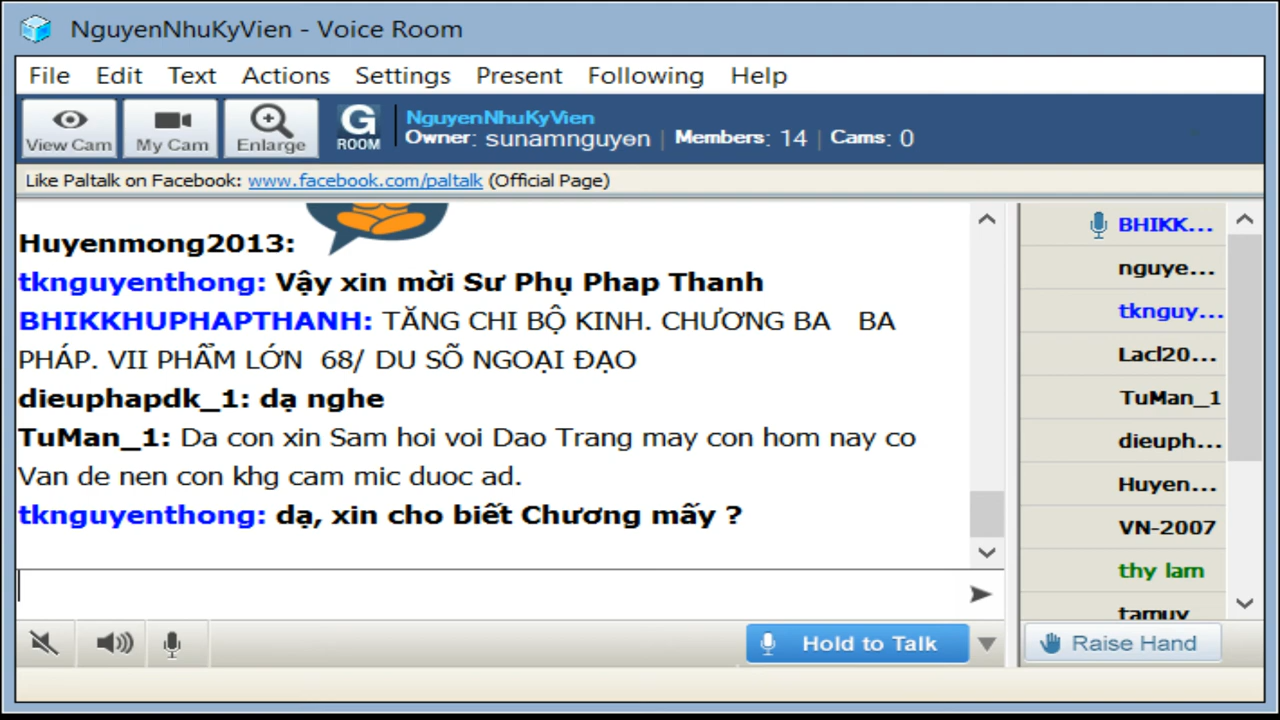 NguyenNhuKyVien - Voice Room
File Edit Text Actions Settings Present Following Help
View Cam My Cam Enlarge G ROOM
NguyenNhuKyVien
Owner: sunamnguyen | Members: 14 | Cams: 0
Like Paltalk on Facebook: www.facebook.com/paltalk (Official Page)
Huyenmong2013:
tknguyenthong: Vậy xin mời Sư Phụ Phap Thanh
BHIKKHUPHAPTHANH: TĂNG CHI BỘ KINH. CHƯƠNG BA BA
PHÁP. VII PHẨM LỚN 68/ DU SÕ NGOẠI ĐẠO
dieuphapdk_1: dạ nghe
TuMan_1: Da con xin Sam hoi voi Dao Trang may con hom nay co
Van de nen con khg cam mic duoc ad.
tknguyenthong: dạ, xin cho biết Chương mấy ?
BHIKK...
nguye...
tknguy...
Lacl20...
TuMan_1
dieuph...
Huyen...
VN-2007
thy lam
tamuy
Hold to Talk
Raise Hand